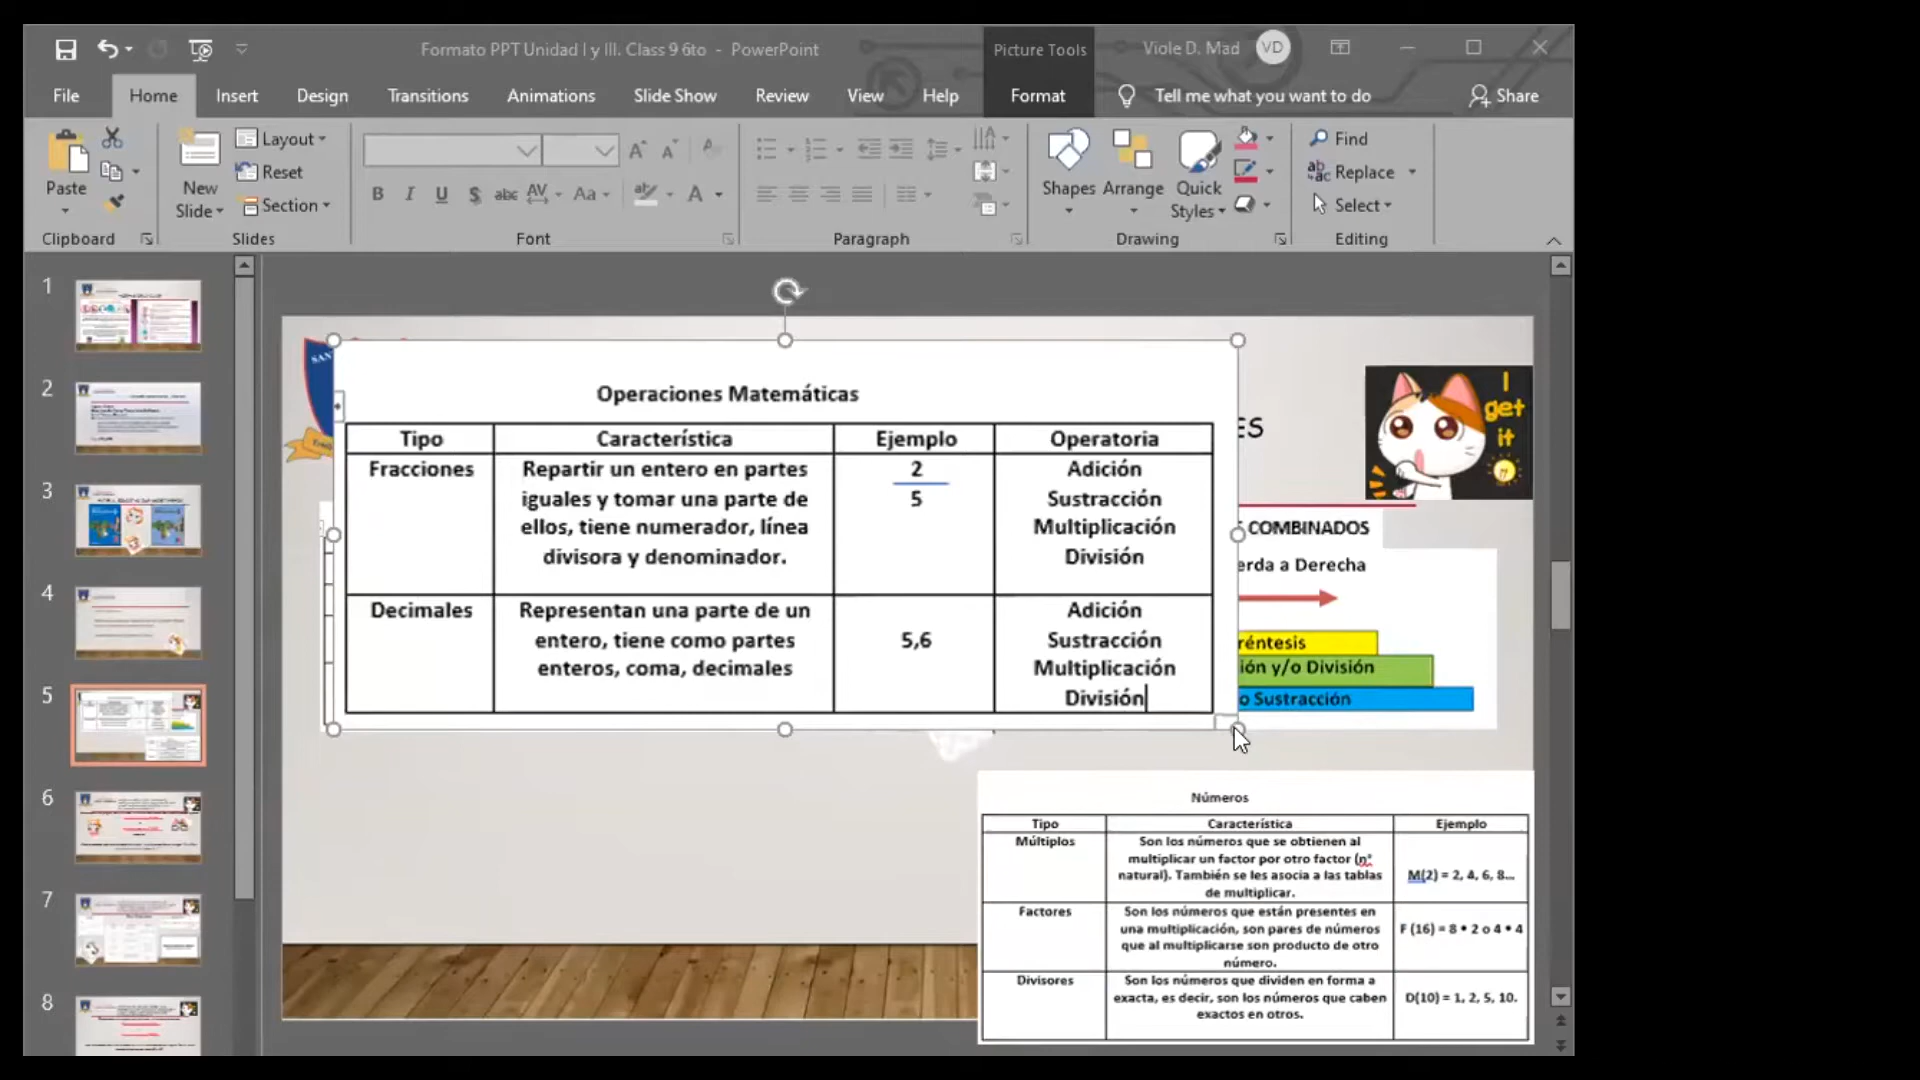 Formato PPT Unidad I y III. Class 9 6to - PowerPoint
Picture Tools
Viole D. Mad
VD
File
Home
Insert
Design
Transitions
Animations
Slide Show
Review
View
Help
Format
Tell me what you want to do
Share
Paste
New
Slide
Layout
Reset
Section
B
I
U
S
abc
AV
Aa
A
Shapes
Arrange
Quick
Styles
Find
Replace
Select
Clipboard
Slides
Font
Paragraph
Drawing
Editing
1
2
3
4
5
6
7
8
SAN
Operaciones Matemáticas
Tipo
Característica
Ejemplo
Operatoria
Fracciones
Repartir un entero en partes
iguales y tomar una parte de
ellos, tiene numerador, línea
divisora y denominador.
2
5
Adición
Sustracción
Multiplicación
División
Decimales
Representan una parte de un
entero, tiene como partes
enteros, coma, decimales
5,6
Adición
Sustracción
Multiplicación
División
ES
I
get
it
COMBINADOS
erda a Derecha
réntesis
ión y/o División
o Sustracción
Números
Tipo
Característica
Ejemplo
Múltiplos
Son los números que se obtienen al
multiplicar un factor por otro factor (n°
natural). También se les asocia a las tablas
de multiplicar.
M(2) = 2, 4, 6, 8...
Factores
Son los números que están presentes en
una multiplicación, son pares de números
que al multiplicarse son producto de otro
número.
F (16) = 8 • 2 o 4 • 4
Divisores
Son los números que dividen en forma a
exacta, es decir, son los números que caben
exactos en otros.
D(10) = 1, 2, 5, 10.